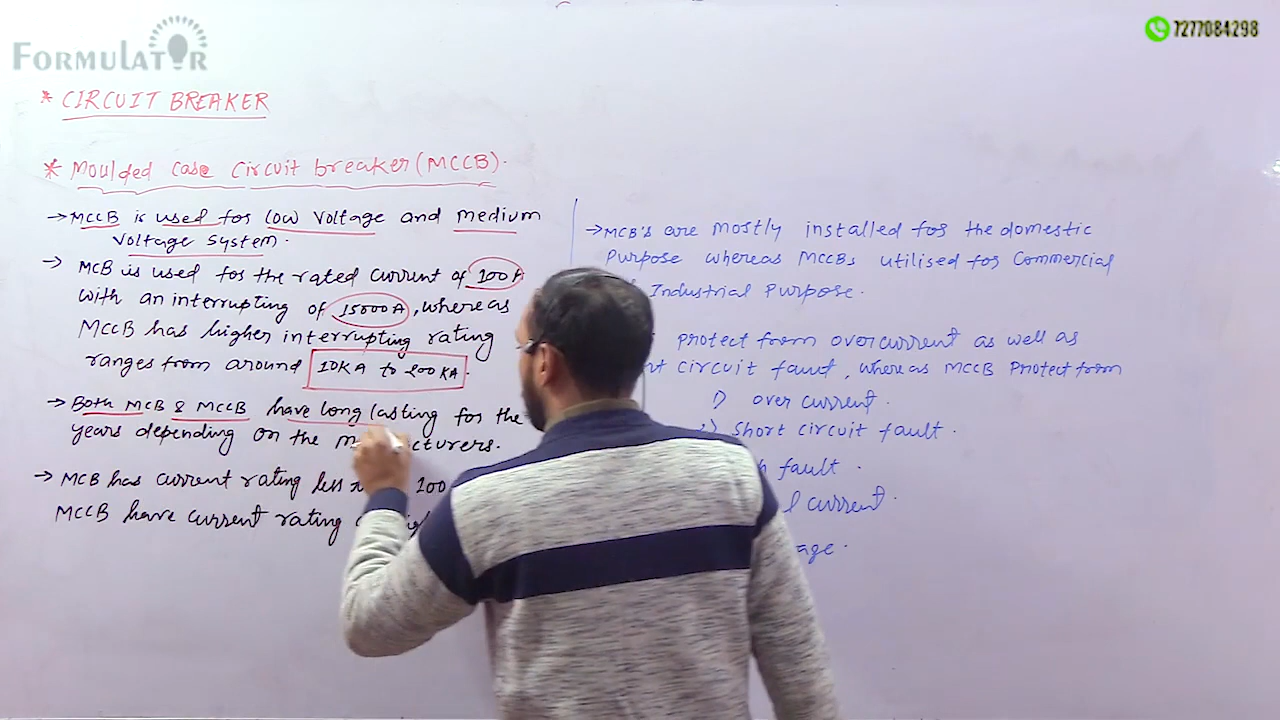 FORMULATOR
7277084298
* CIRCUIT BREAKER
* Moulded case circuit breaker (MCCB).
→ MCCB is used for low voltage and medium
voltage system.
→ MCB is used for the rated current of 100 A
with an interrupting of 15000 A, whereas
MCCB has higher interrupting rating
ranges from around 10KA to 200 KA.
→ Both MCB & MCCB have long lasting for the
years depending on the
→ MCB has current rating less 100
MCCB have current rating
→ MCB's are mostly installed for the domestic
Purpose whereas MCCBs utilised for Commercial
Industrial Purpose.
protect from overcurrent as well as
circuit fault, whereas MCCB Protect from
1) over current.
short circuit fault.
fault.
current.